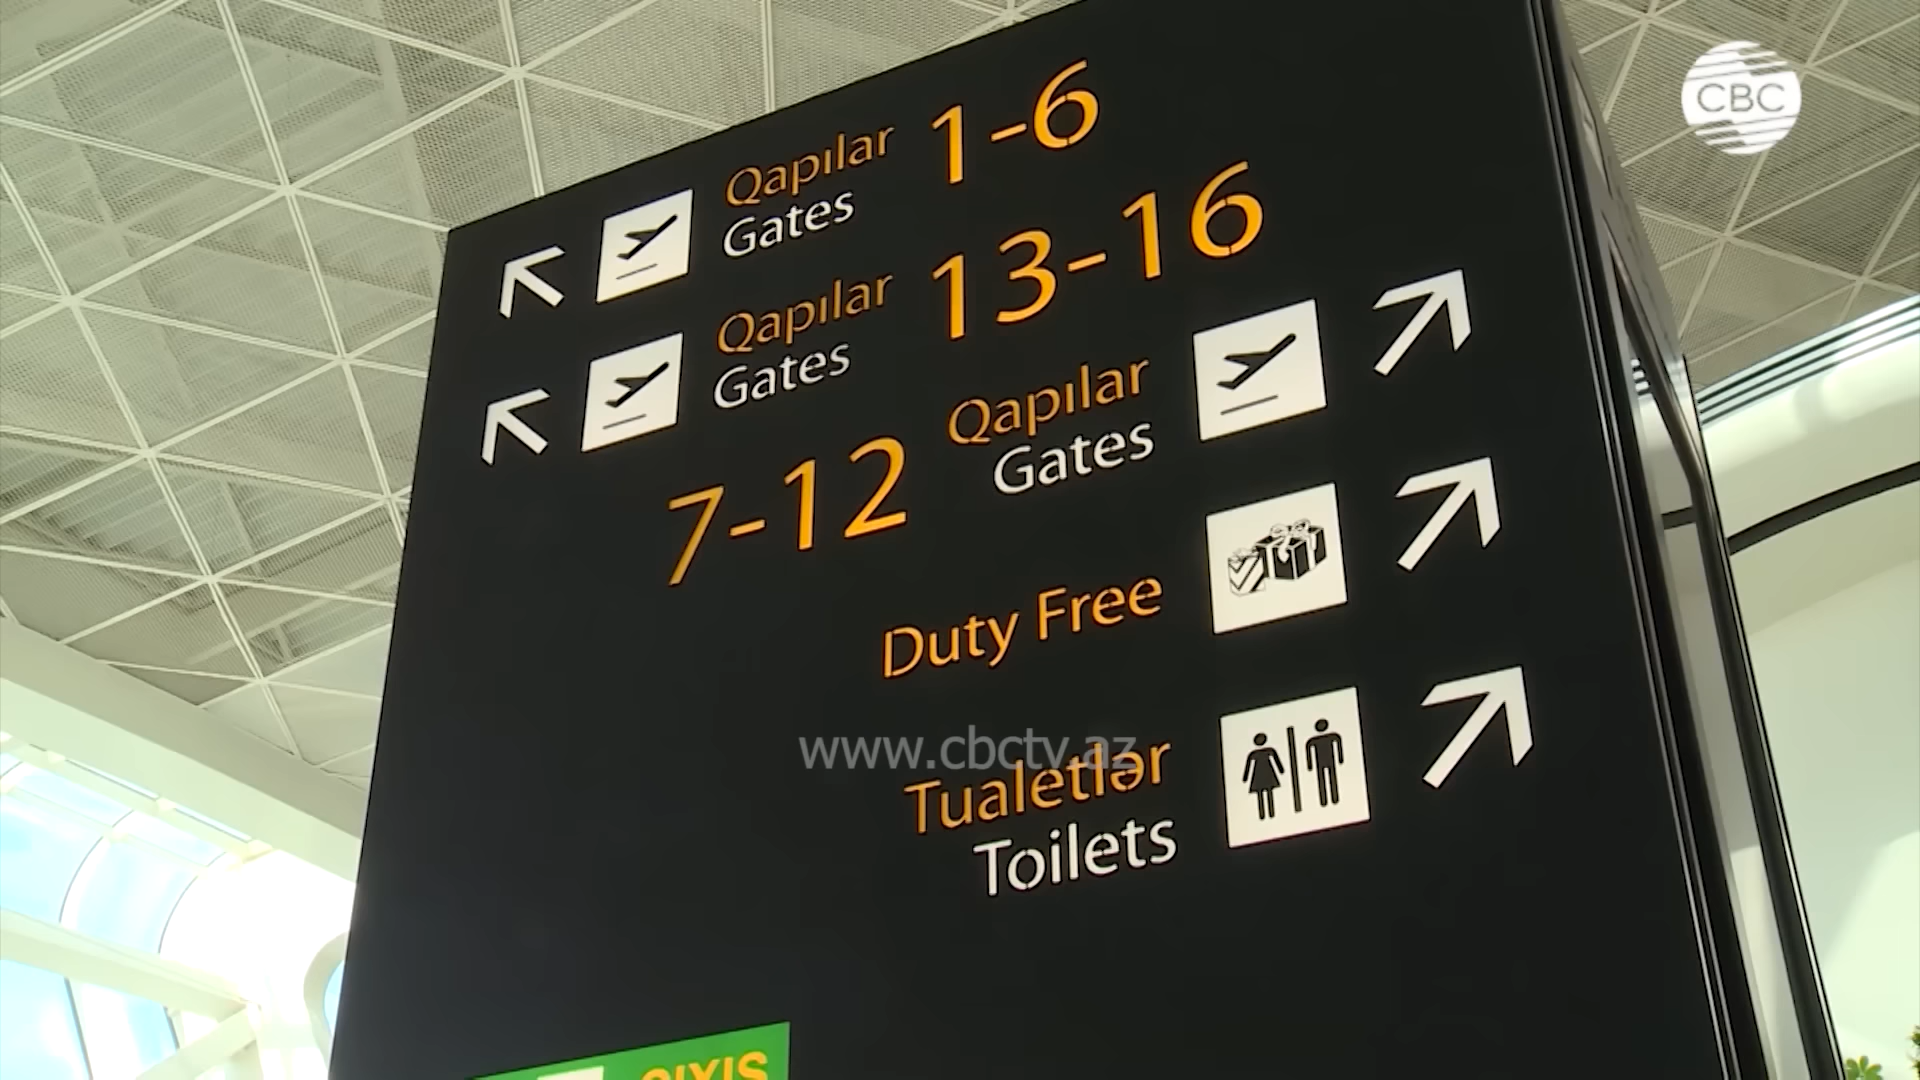 CBC
Qapılar 1-6
Gates
Qapılar 13-16
Gates
Qapılar
7-12 Gates
Duty Free
www.cbctv.az
Tualetlər
Toilets